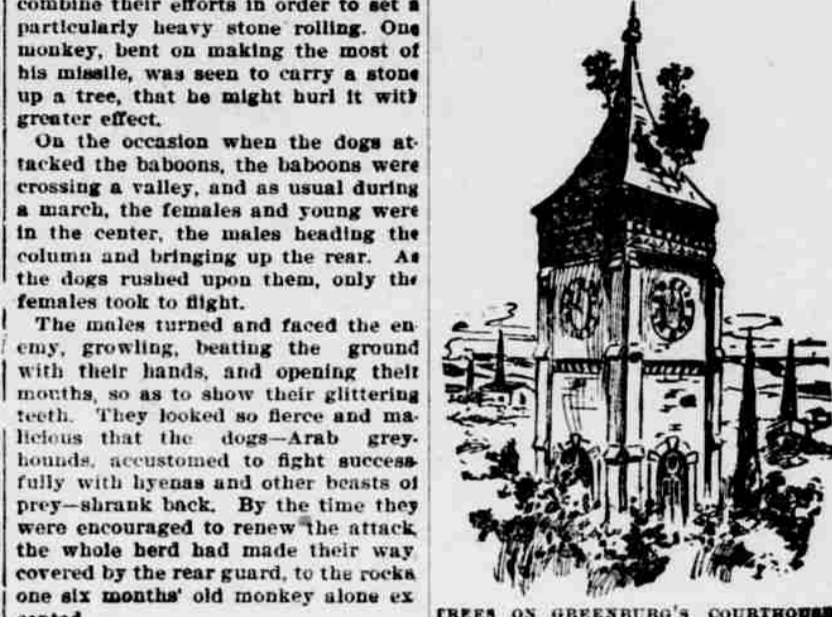 combine their efforts in order to set a
particularly heavy stone rolling. One
monkey, bent on making the most of
his missile, was seen to carry a stone
up a tree, that he might hurl it with
greater effect.
On the occasion when the dogs at-
tacked the baboons, the baboons were
crossing a valley, and as usual during
a march, the females and young were
in the center, the males heading the
column and bringing up the rear. As
the dogs rushed upon them, only the
females took to flight.
The males turned and faced the en-
emy, growling, beating the ground
with their hands, and opening their
mouths, so as to show their glittering
teeth. They looked so fierce and ma-
licious that the dogs—Arab grey-
hounds, accustomed to fight success-
fully with hyenas and other beasts of
prey—shrank back. By the time they
were encouraged to renew the attack,
the whole herd had made their way,
covered by the rear guard, to the rocks,
one six months' old monkey alone ex
cepted.
TREES ON GREENBURG'S COURTHOUSE